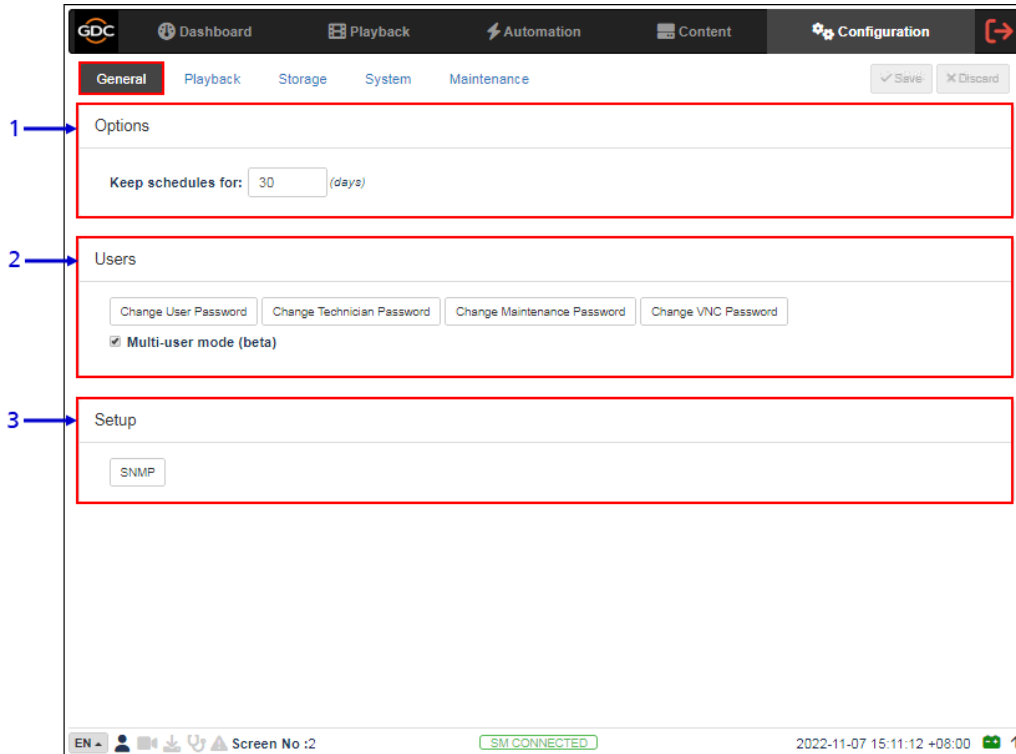 GDC Dashboard Playback Automation Content Configuration
General Playback Storage System Maintenance Save Discard
1 Options
Keep schedules for: 30 (days)
2 Users
Change User Password Change Technician Password Change Maintenance Password Change VNC Password
Multi-user mode (beta)
3 Setup
SNMP
EN Screen No :2 SM CONNECTED 2022-11-07 15:11:12 +08:00